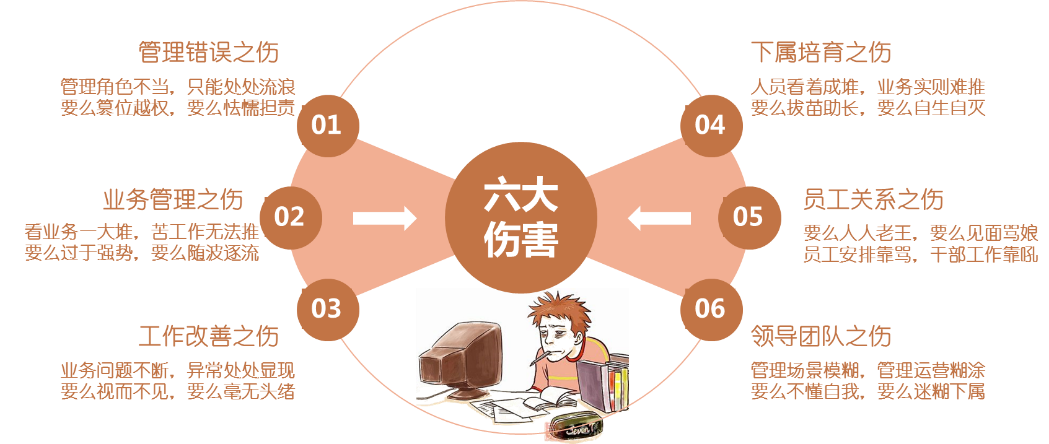 管理错误之伤
管理角色不当，只能处处流浪
要么篡位越权，要么怯懦担责
01
业务管理之伤
看业务一大堆，苦工作无法推
要么过于强势，要么随波逐流
02
工作改善之伤
业务问题不断，异常处处显现
要么视而不见，要么毫无头绪
03
六大
伤害
下属培育之伤
人员看着成堆，业务实则难推
要么拔苗助长，要么自生自灭
04
员工关系之伤
要么人人老王，要么见面骂娘
员工安排靠骂，干部工作靠吼
05
领导团队之伤
管理场景模糊，管理运营糊涂
要么不懂自我，要么迷糊下属
06